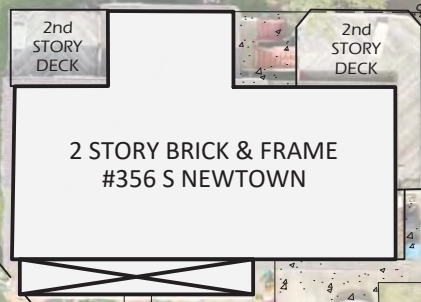 2nd
STORY
DECK
2nd
STORY
DECK
2 STORY BRICK & FRAME
#356 S NEWTOWN